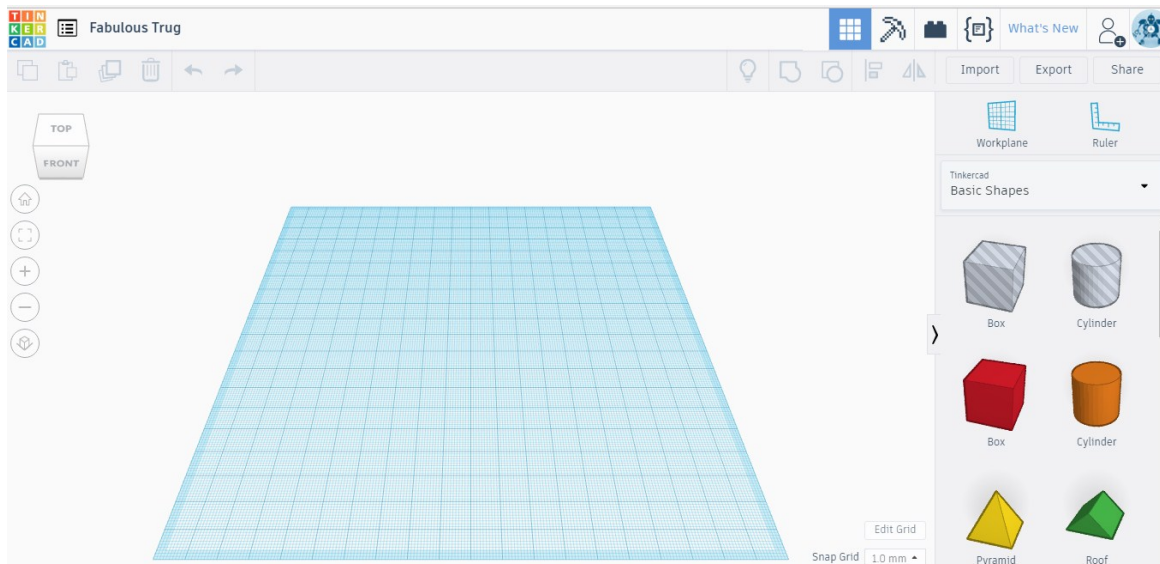 TIN
KER
CAD
Fabulous Trug
What's New
Import
Export
Share
TOP
FRONT
Workplane
Ruler
Tinkercad
Basic Shapes
Box
Cylinder
Box
Cylinder
Edit Grid
Snap Grid
1.0 mm
Pyramid
Roof